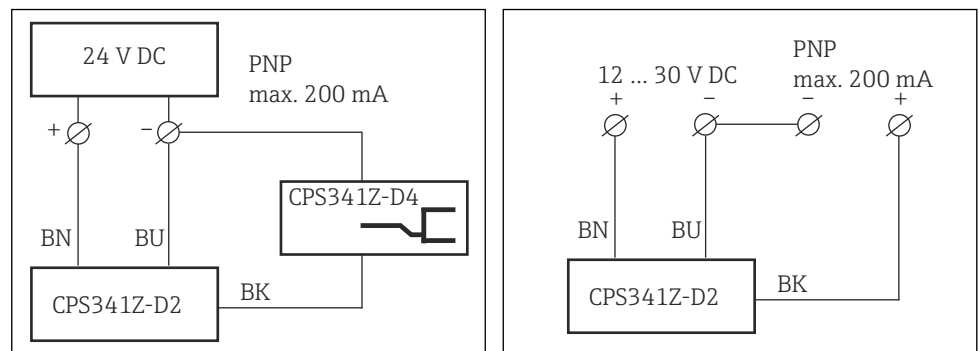 24 V DC
PNP
max. 200 mA
+
−
CPS341Z-D4
BN
BU
CPS341Z-D2
BK
PNP
12 ... 30 V DC
max. 200 mA
+
−
−
+
BN
BU
CPS341Z-D2
BK